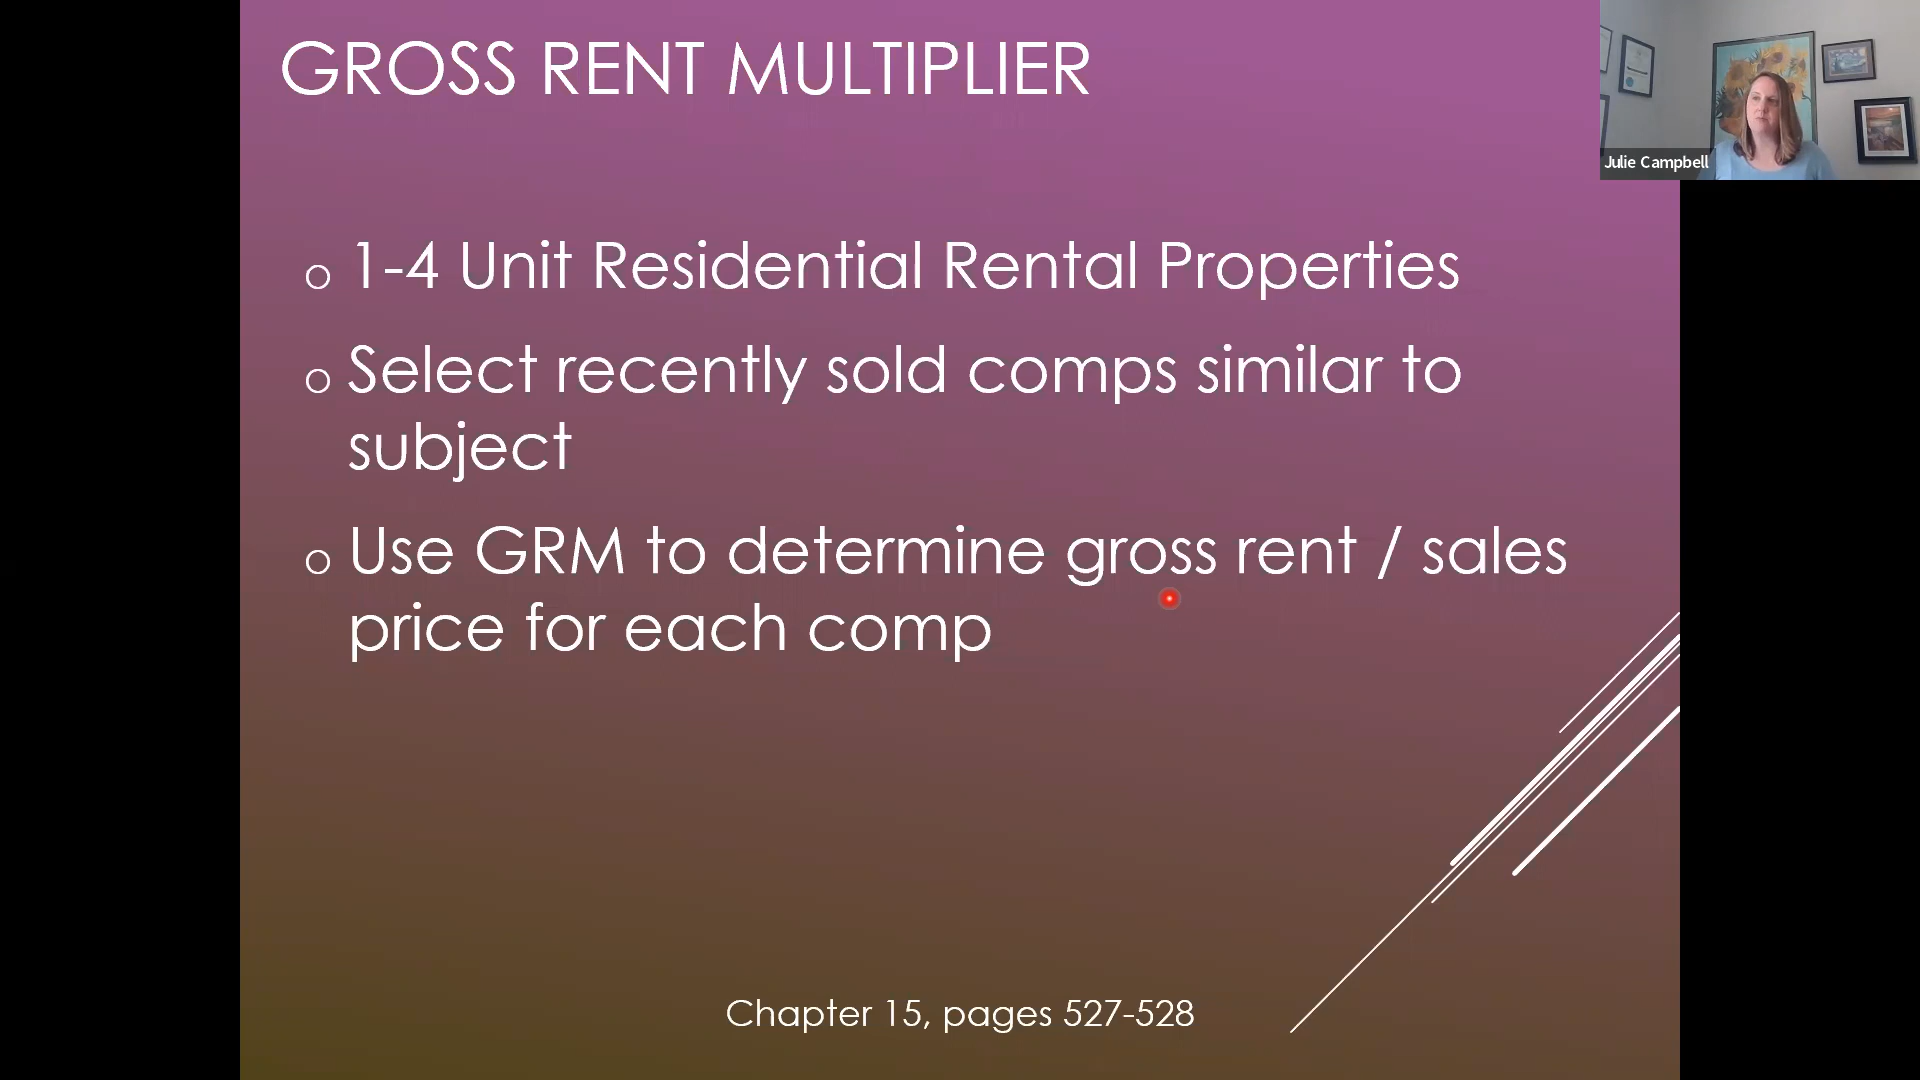 GROSS RENT MULTIPLIER
Julie Campbell
o 1-4 Unit Residential Rental Properties
o Select recently sold comps similar to
subject
o Use GRM to determine gross rent / sales
price for each comp
Chapter 15, pages 527-528